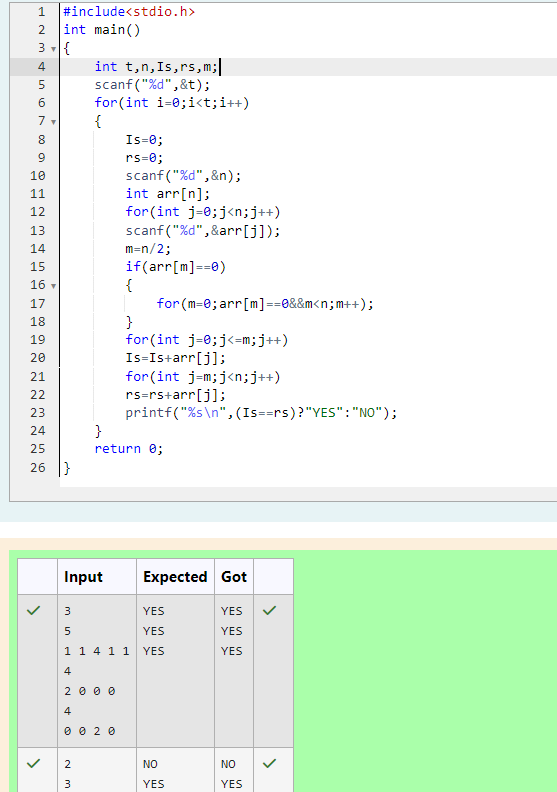 1 #include<stdio.h>
2 int main()
3 {
4 int t,n,Is,rs,m;
5 scanf("%d",&t);
6 for(int i=0;i<t;i++)
7 {
8 Is=0;
9 rs=0;
10 scanf("%d",&n);
11 int arr[n];
12 for(int j=0;j<n;j++)
13 scanf("%d",&arr[j]);
14 m=n/2;
15 if(arr[m]==0)
16 {
17 for(m=0;arr[m]==0&&m<n;m++);
18 }
19 for(int j=0;j<=m;j++)
20 Is=Is+arr[j];
21 for(int j=m;j<n;j++)
22 rs=rs+arr[j];
23 printf("%s\n",(Is==rs)?"YES":"NO");
24 }
25 return 0;
26 }
Input Expected Got
3 YES YES
5 YES YES
1 1 4 1 1 YES YES
4
2 0 0 0
4
0 0 2 0
2 NO NO
3 YES YES